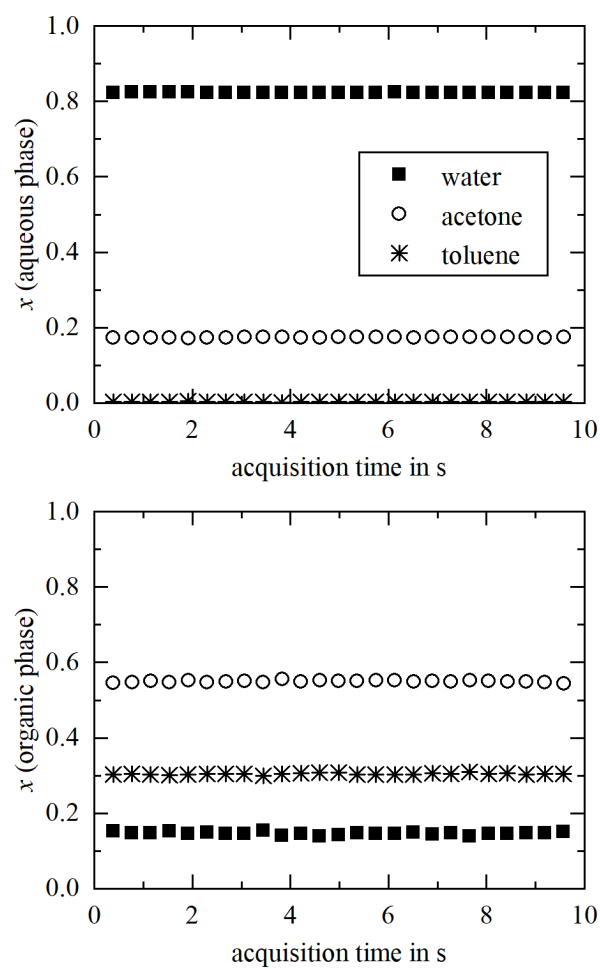 1.0
0.8
0.6
0.4
0.2
0.0
x (aqueous phase)
water
acetone
toluene
0 2 4 6 8 10
acquisition time in s
1.0
0.8
0.6
0.4
0.2
0.0
x (organic phase)
0 2 4 6 8 10
acquisition time in s